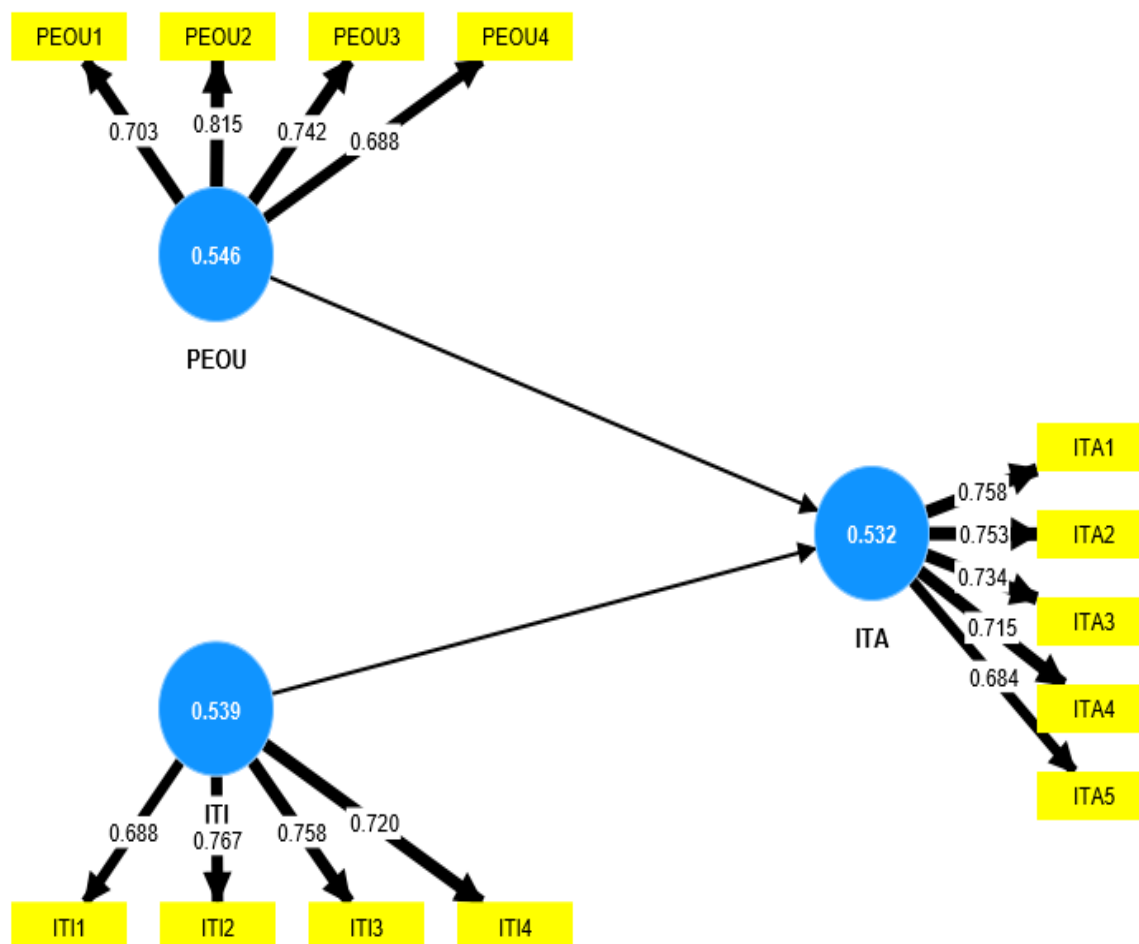 PEOU1 PEOU2 PEOU3 PEOU4
0.703 0.815 0.742 0.688
0.546
PEOU
ITA1
0.758
ITA2
0.532 0.753
0.734
ITA3
ITA
0.715
0.684
ITA4
0.539
ITA5
ITI
0.688 0.767 0.758 0.720
ITI1 ITI2 ITI3 ITI4